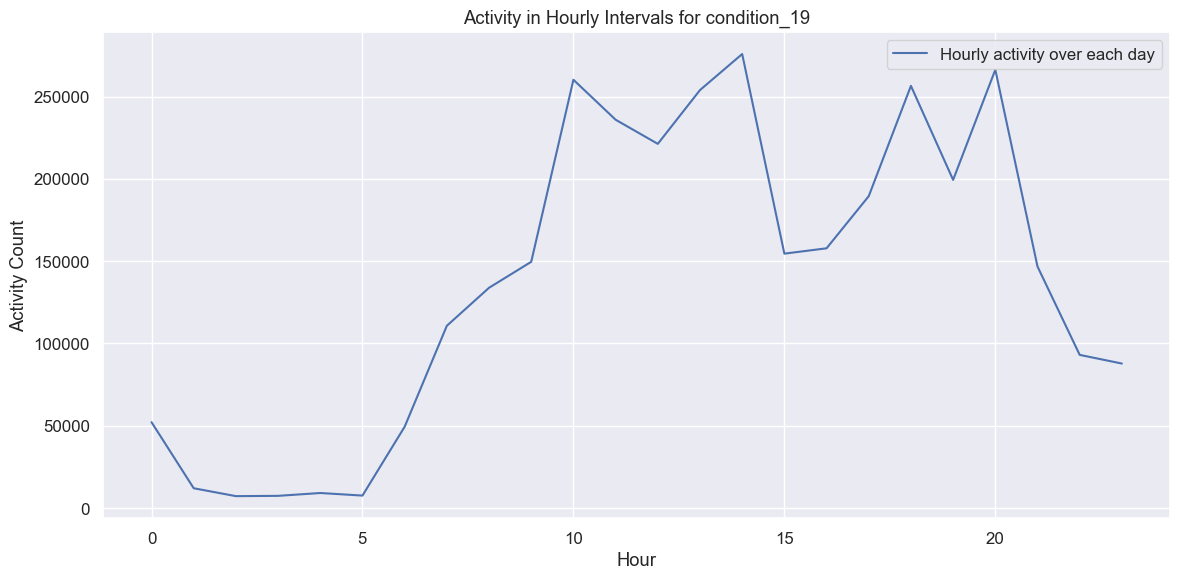 Activity in Hourly Intervals for condition_19
Hourly activity over each day
Activity Count
250000
200000
150000
100000
50000
0
0 5 10 15 20
Hour